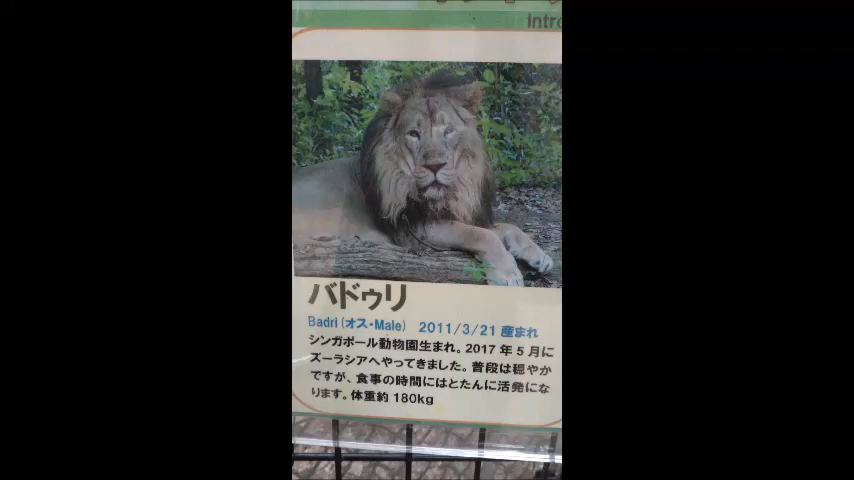 バドゥリ
Badri(オス・Male) 2011/3/21 産まれ
シンガポール動物園生まれ。2017 年 5 月に
ズーラシアへやってきました。普段は穏やか
ですが、食事の時間にはとたんに活発にな
ります。体重約 180kg